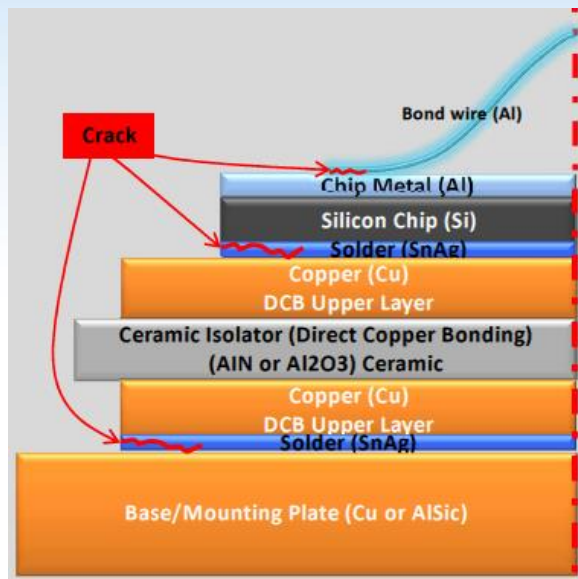 Bond wire (Al)
Crack
Chip Metal (Al)
Silicon Chip (Si)
Solder (SnAg)
Copper (Cu)
DCB Upper Layer
Ceramic Isolator (Direct Copper Bonding)
(AIN or Al2O3) Ceramic
Copper (Cu)
DCB Upper Layer
Solder (SnAg)
Base/Mounting Plate (Cu or AlSic)